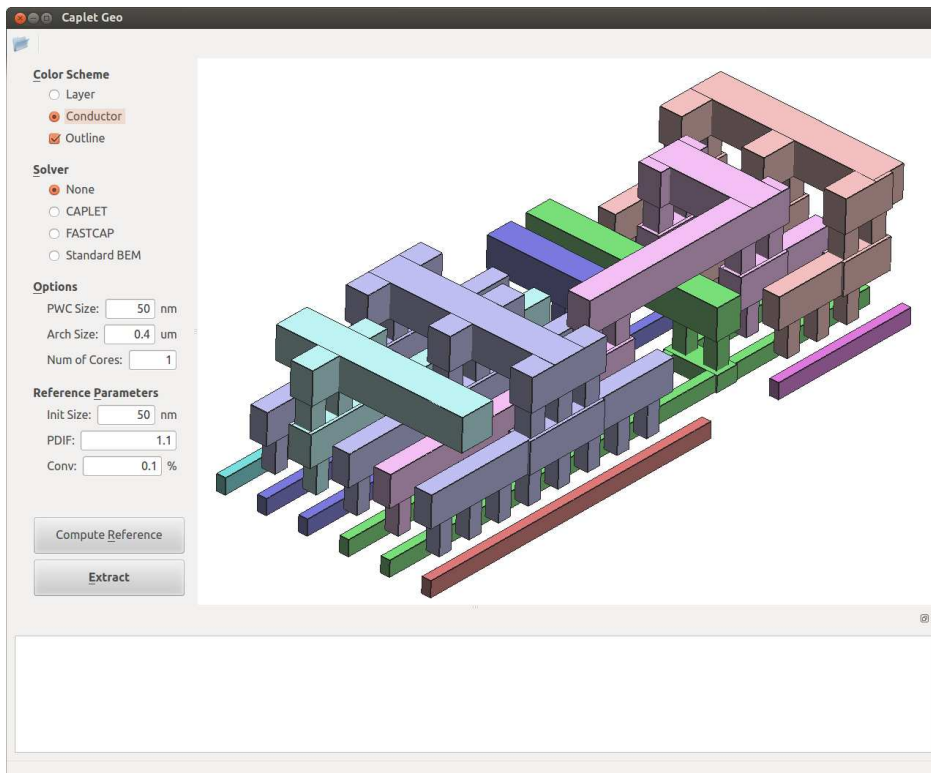 Caplet Geo
Color Scheme
Layer
Conductor
Outline
Solver
None
CAPLET
FASTCAP
Standard BEM
Options
PWC Size: 50 nm
Arch Size: 0.4 um
Num of Cores: 1
Reference Parameters
Init Size: 50 nm
PDIF: 1.1
Conv: 0.1 %
Compute Reference
Extract